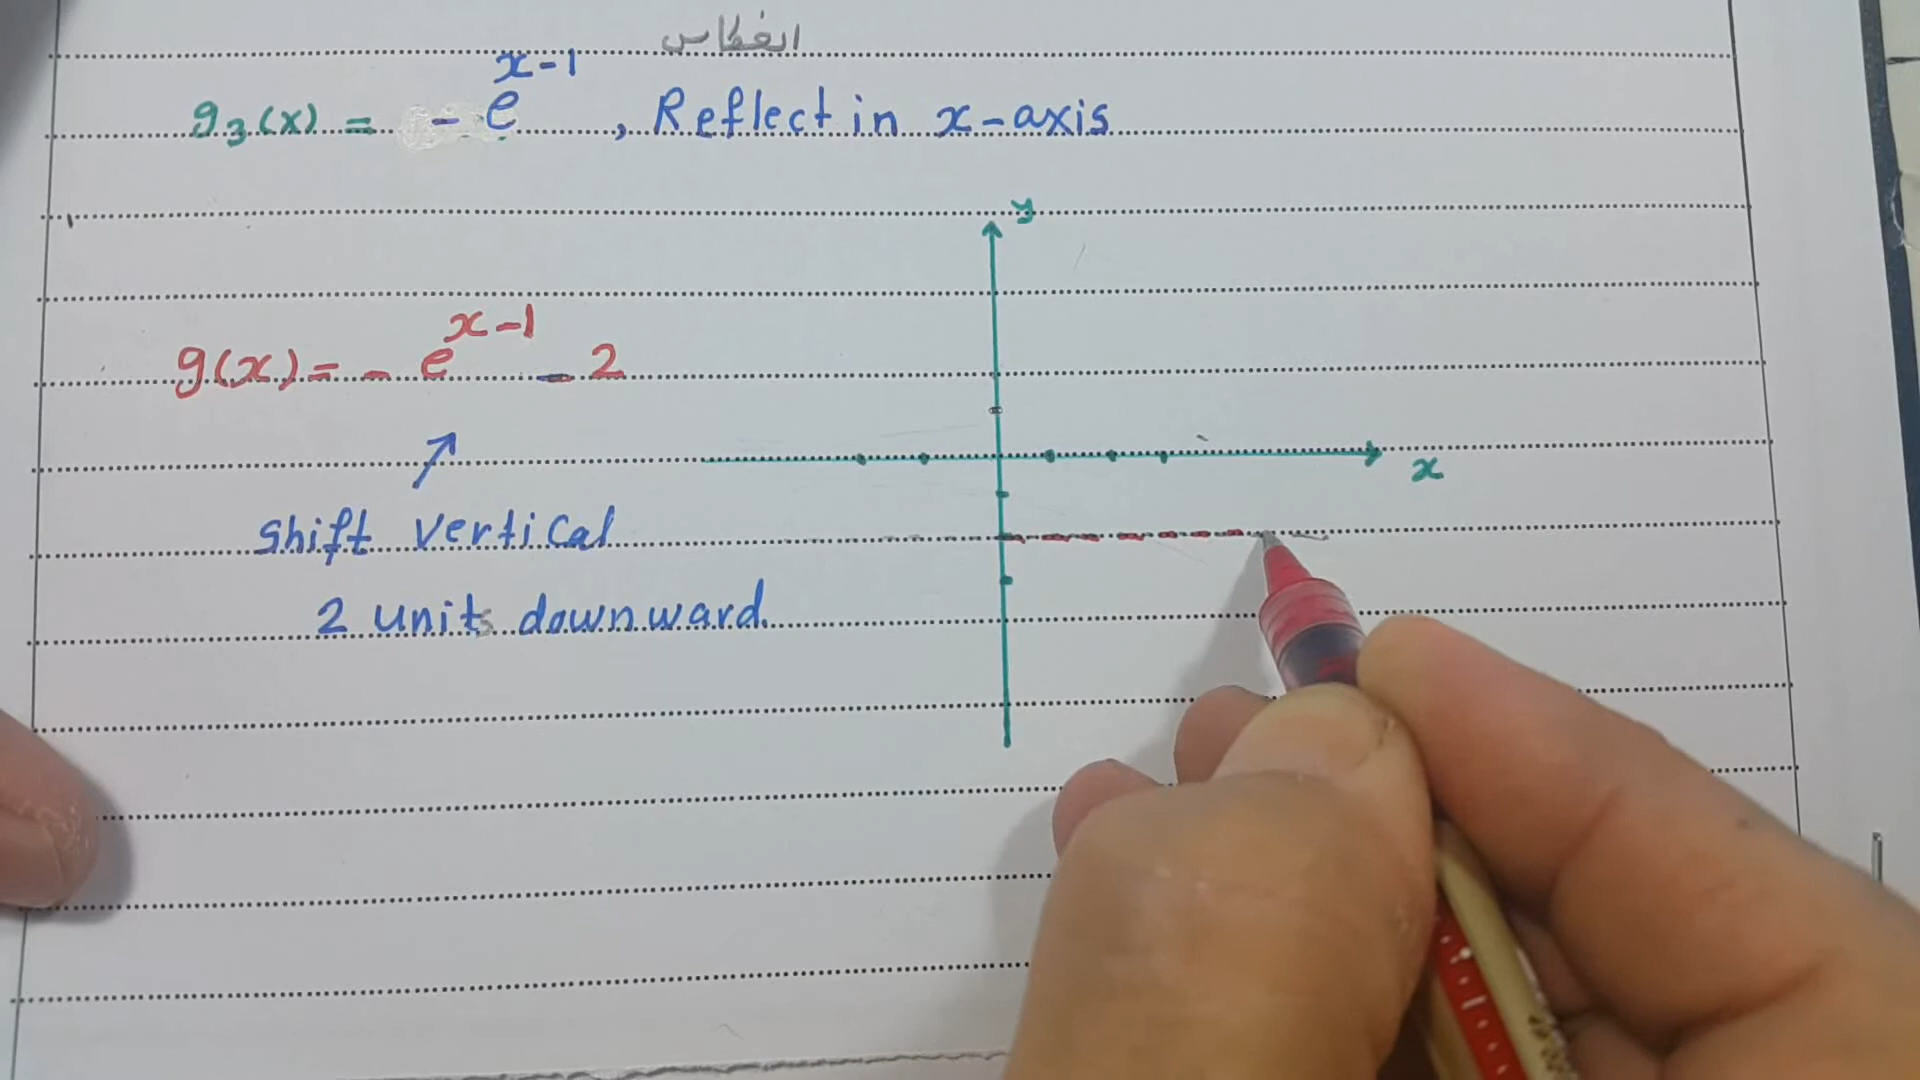 انعكاس
g₃(x) = - e^(x-1) , Reflect in x-axis
y
g(x) = - e^(x-1) - 2
x
shift vertical
2 units downward.